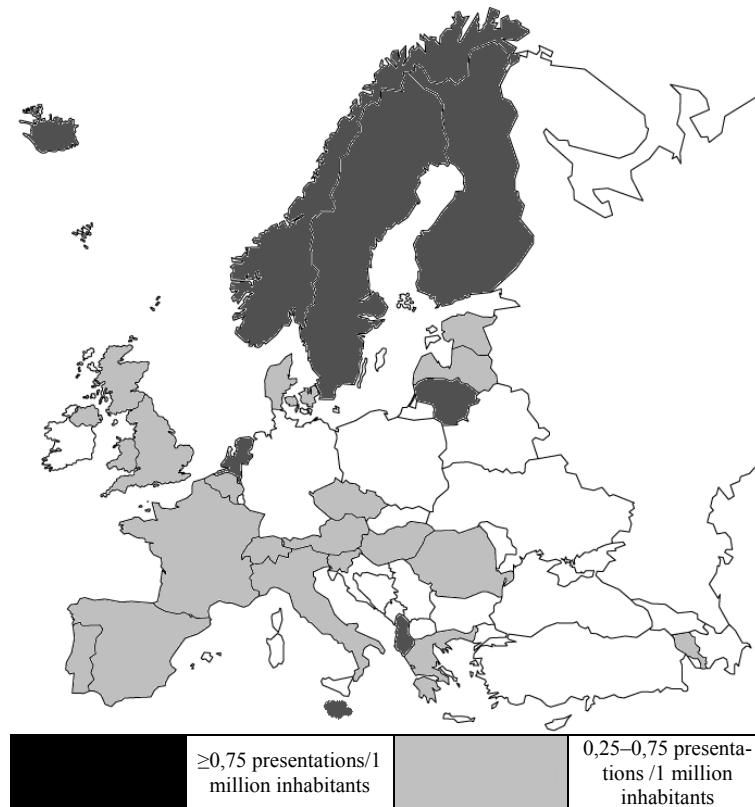 ≥0,75 presentations/1
million inhabitants
0,25–0,75 presenta-
tions /1 million
inhabitants